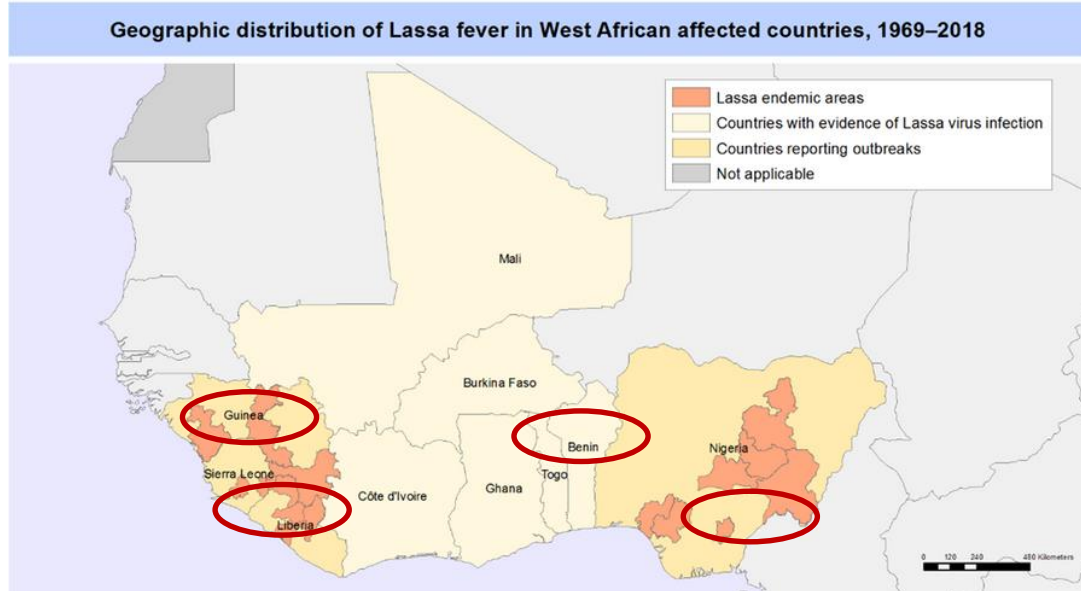 Geographic distribution of Lassa fever in West African affected countries, 1969–2018
Lassa endemic areas
Countries with evidence of Lassa virus infection
Countries reporting outbreaks
Not applicable
Mali
Burkina Faso
Guinea
Benin
Nigeria
Sierra Leone
Togo
Côte d'Ivoire
Ghana
Liberia
0 120 240 480 Kilometers